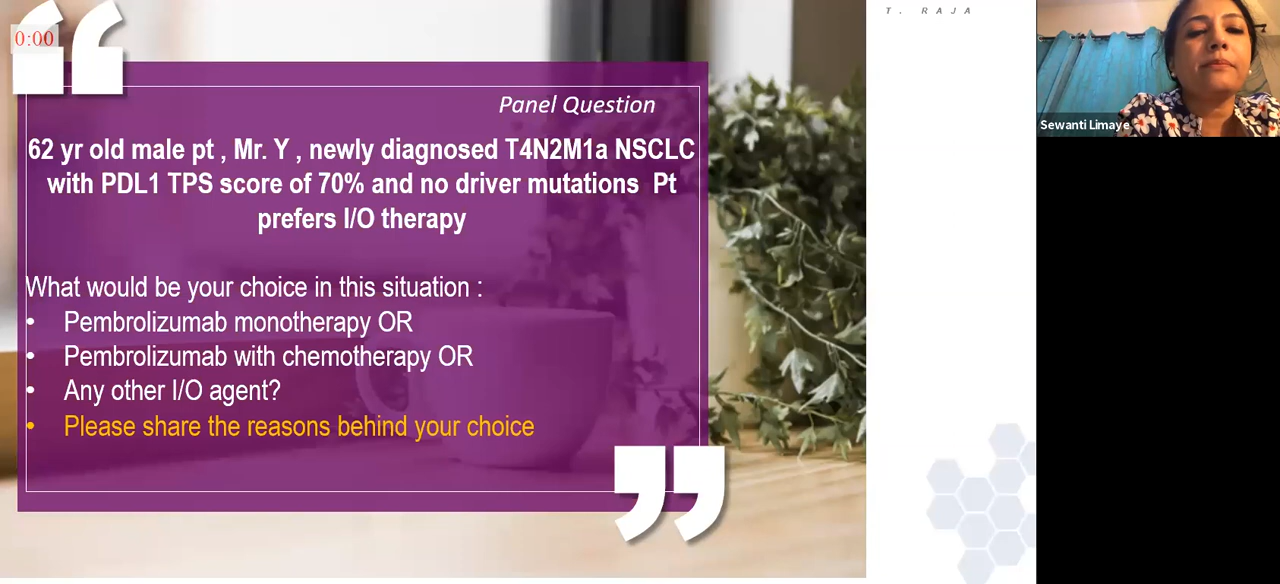 0:00
T. RAJA
Panel Question
62 yr old male pt , Mr. Y , newly diagnosed T4N2M1a NSCLC
with PDL1 TPS score of 70% and no driver mutations Pt
prefers I/O therapy
What would be your choice in this situation :
• Pembrolizumab monotherapy OR
• Pembrolizumab with chemotherapy OR
• Any other I/O agent?
• Please share the reasons behind your choice
Sewanti Limaye